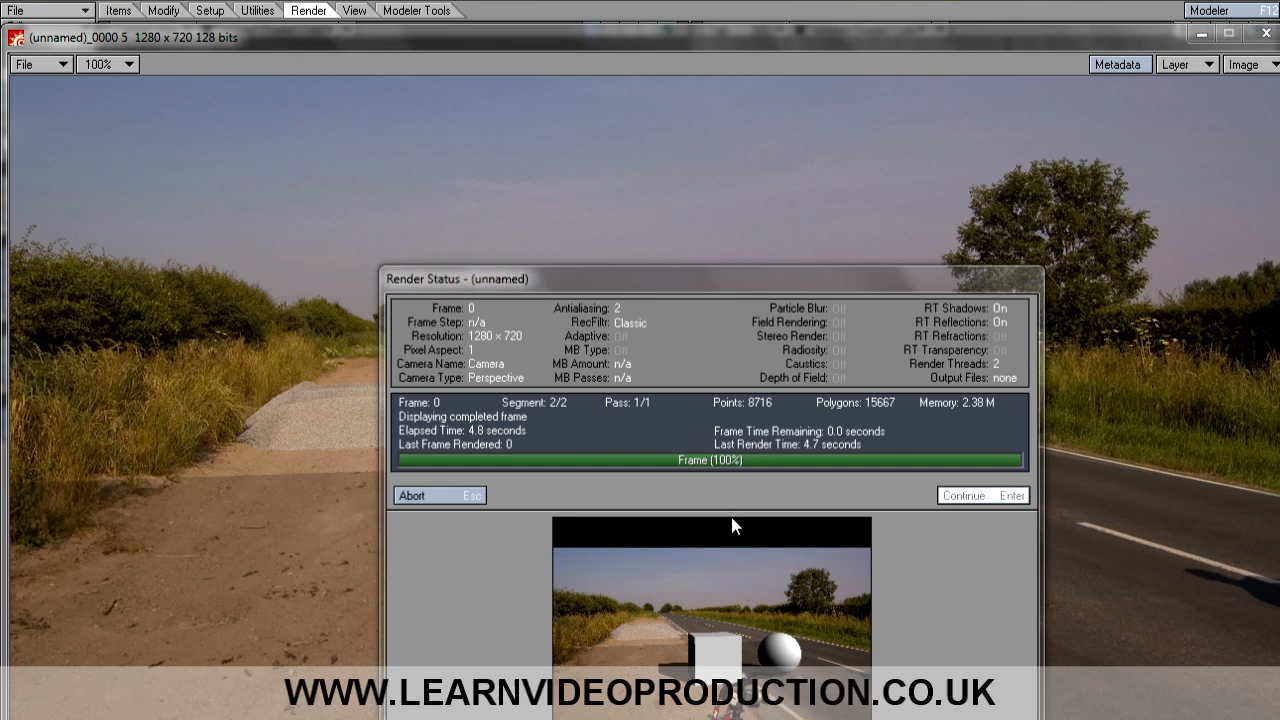 File Items Modify Setup Utilities Render View Modeler Tools Modeler F12
(unnamed)_0000 5 1280 x 720 128 bits
File 100% Metadata Layer Image
Render Status - (unnamed)
Frame: 0 Antialiasing: 2 Particle Blur: Off RT Shadows: On
Frame Step: n/a RecFiltr: Classic Field Rendering: Off RT Reflections: On
Resolution: 1280 × 720 Adaptive: Off Stereo Render: Off RT Refractions: Off
Pixel Aspect: 1 MB Type: Off Radiosity: Off RT Transparency: Off
Camera Name: Camera MB Amount: n/a Caustics: Off Render Threads: 2
Camera Type: Perspective MB Passes: n/a Depth of Field: Off Output Files: none
Frame: 0 Segment: 2/2 Pass: 1/1 Points: 8716 Polygons: 15667 Memory: 2.38 M
Displaying completed frame
Elapsed Time: 4.8 seconds Frame Time Remaining: 0.0 seconds
Last Frame Rendered: 0 Last Render Time: 4.7 seconds
Frame (100%)
Abort Esc Continue Enter
WWW.LEARNVIDEOPRODUCTION.CO.UK